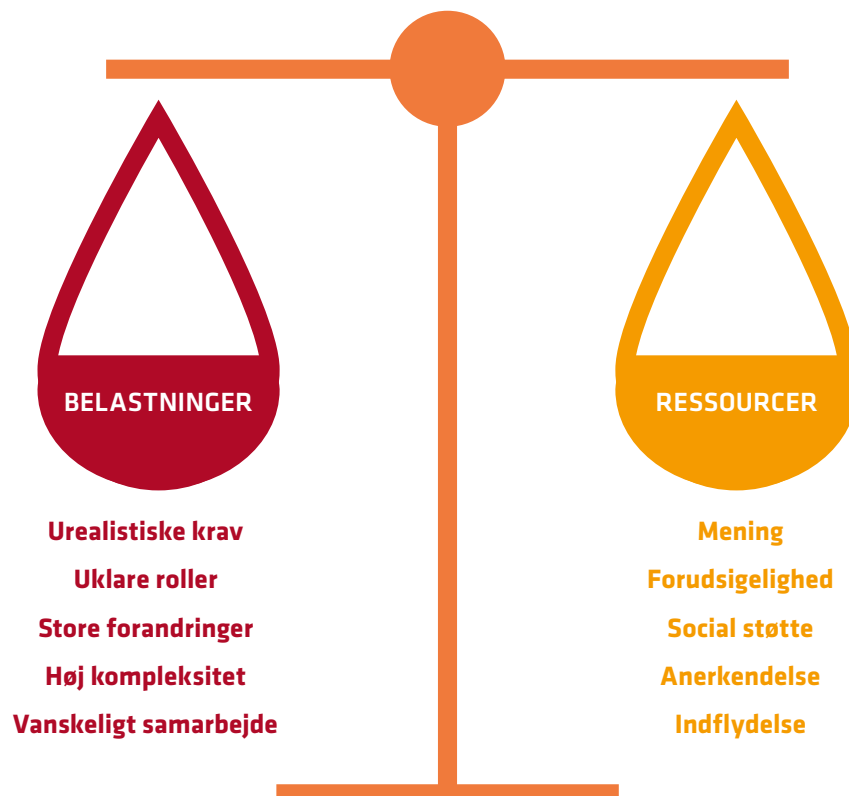 BELASTNINGER
Urealistiske krav
Uklare roller
Store forandringer
Høj kompleksitet
Vanskeligt samarbejde
RESSOURCER
Mening
Forudsigelighed
Social støtte
Anerkendelse
Indflydelse